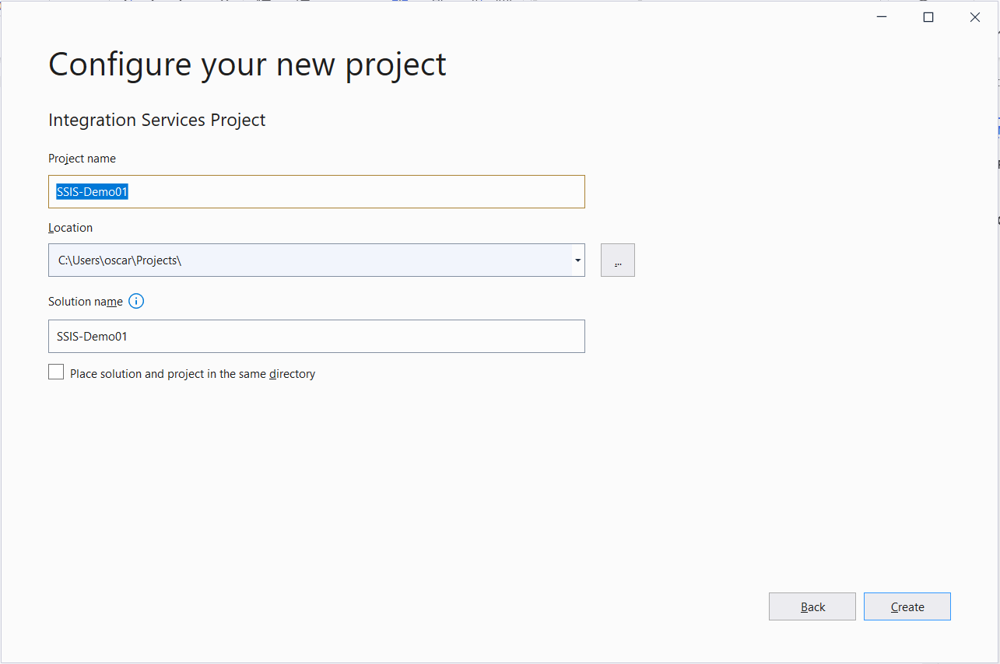 Configure your new project
Integration Services Project
Project name
SSIS-Demo01
Location
C:\Users\oscar\Projects\
...
Solution name
SSIS-Demo01
Place solution and project in the same directory
Back
Create